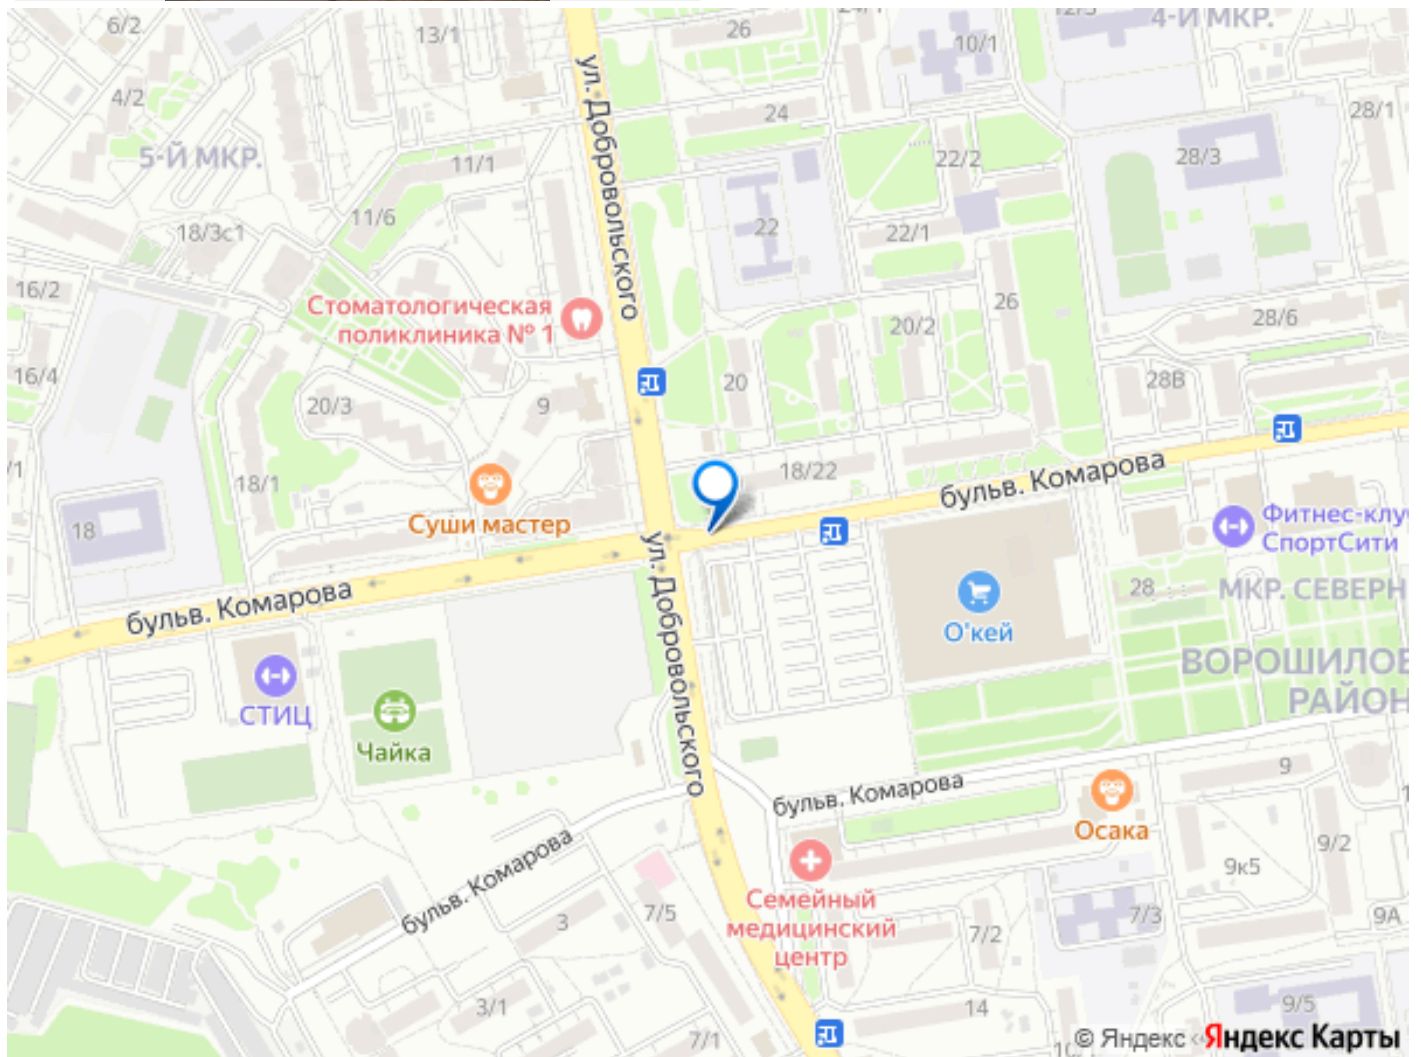 6/2
13/1
26
10/1
4-Й МКР.
4/2
24
28/1
5-Й МКР.
11/1
ул. Добровольского
22/2
28/3
11/6
18/3с1
22
22/1
16/2
Стоматологическая
поликлиника № 1
26
20/2
28/6
16/4
20/3
9
20
28В
18/1
18/22
бульв. Комарова
18
Суши мастер
Фитнес-клу
СпортСити
ул. Добровольского
бульв. Комарова
28
МКР. СЕВЕРН
О'кей
ВОРОШИЛОВ
РАЙОН
СТИЦ
Чайка
бульв. Комарова
9
Осака
бульв. Комарова
9/2
9к5
Семейный
медицинский
центр
3
7/5
7/3
9А
7/2
3/1
14
9/5
7/1
© Яндекс
Яндекс Карты